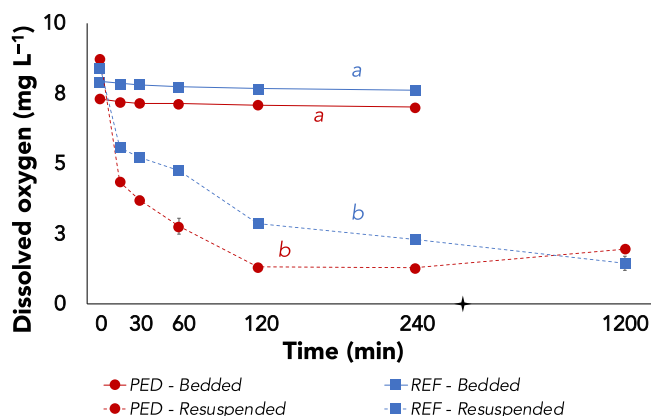 10
8
5
3
0
Dissolved oxygen (mg L⁻¹)
a
a
b
b
0 30 60 120 240 1200
Time (min)
PED - Bedded REF - Bedded
PED - Resuspended REF - Resuspended